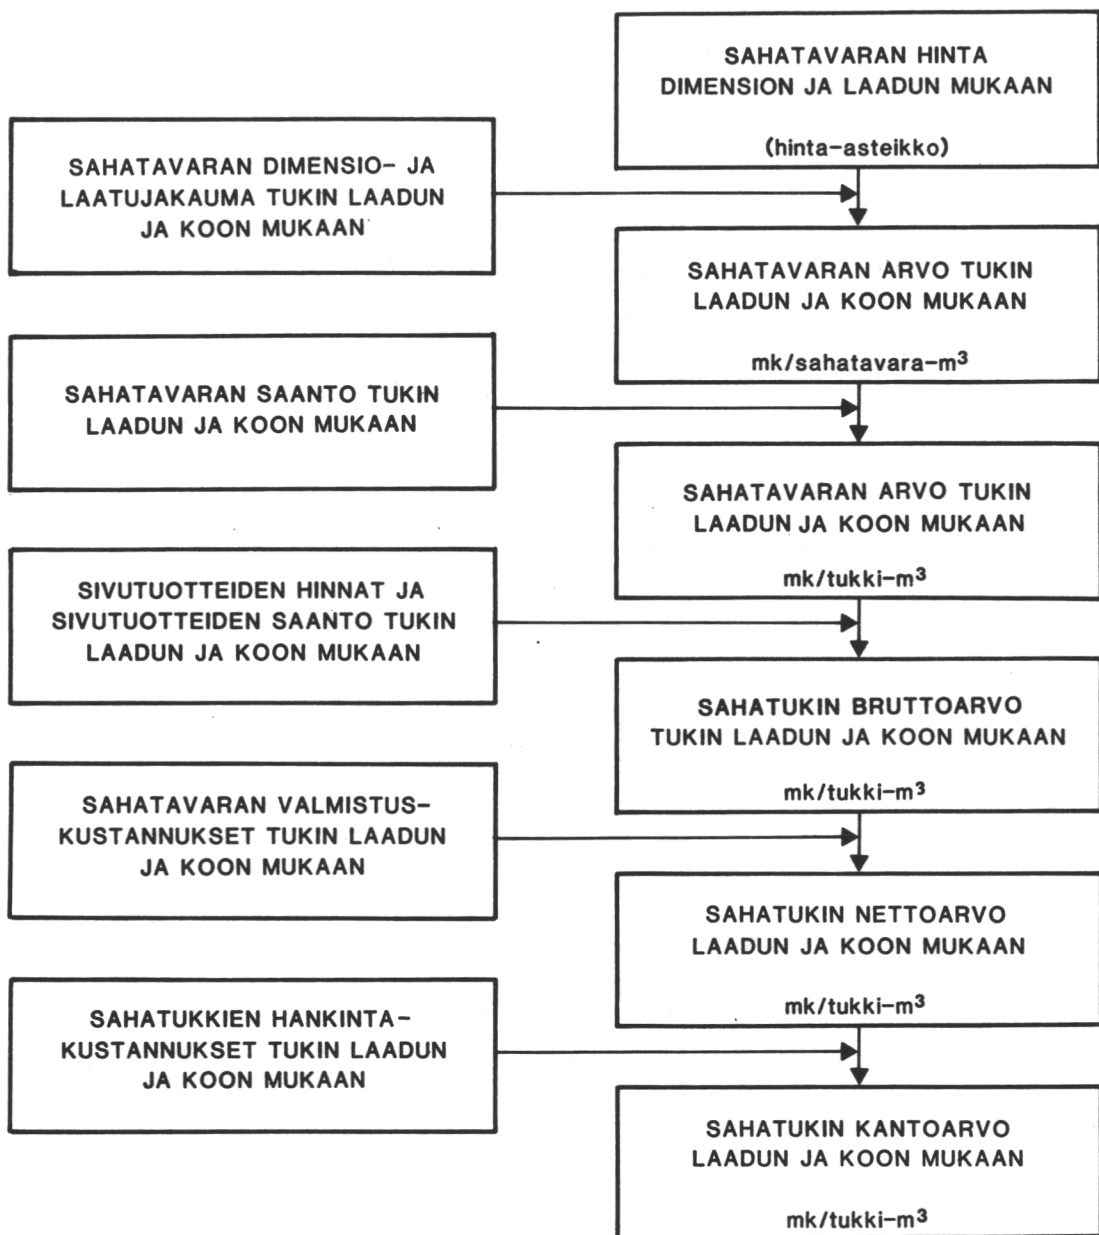 SAHATAVARAN HINTA
DIMENSION JA LAADUN MUKAAN
(hinta-asteikko)
SAHATAVARAN DIMENSIO- JA
LAATUJAKAUMA TUKIN LAADUN
JA KOON MUKAAN
SAHATAVARAN ARVO TUKIN
LAADUN JA KOON MUKAAN
mk/sahatavara-m³
SAHATAVARAN SAANTO TUKIN
LAADUN JA KOON MUKAAN
SAHATAVARAN ARVO TUKIN
LAADUN JA KOON MUKAAN
mk/tukki-m³
SIVUTUOTTEIDEN HINNAT JA
SIVUTUOTTEIDEN SAANTO TUKIN
LAADUN JA KOON MUKAAN
SAHATUKIN BRUTTOARVO
TUKIN LAADUN JA KOON MUKAAN
mk/tukki-m³
SAHATAVARAN VALMISTUS-
KUSTANNUKSET TUKIN LAADUN
JA KOON MUKAAN
SAHATUKIN NETTOARVO
LAADUN JA KOON MUKAAN
mk/tukki-m³
SAHATUKKIEN HANKINTA-
KUSTANNUKSET TUKIN LAADUN
JA KOON MUKAAN
SAHATUKIN KANTOARVO
LAADUN JA KOON MUKAAN
mk/tukki-m³